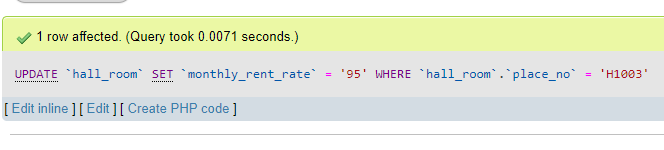 1 row affected. (Query took 0.0071 seconds.)
UPDATE `hall_room` SET `monthly_rent_rate` = '95' WHERE `hall_room`.`place_no` = 'H1003'
[ Edit inline ] [ Edit ] [ Create PHP code ]